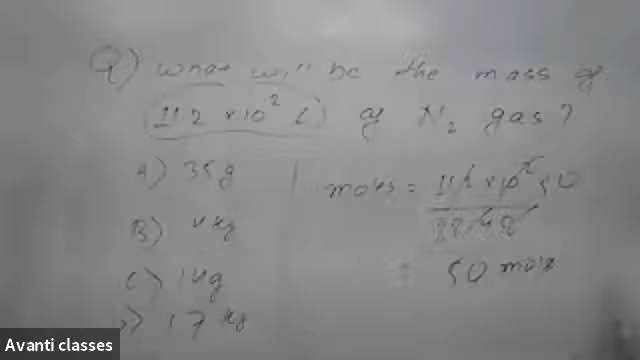 Q) What will be the mass of
11.2 × 10² L of N₂ gas?
A) 35 g
moles = 11.2 × 10²
22.4
B) 4 kg
= 50 mols
C) 14 g
D) 17 kg
Avanti classes